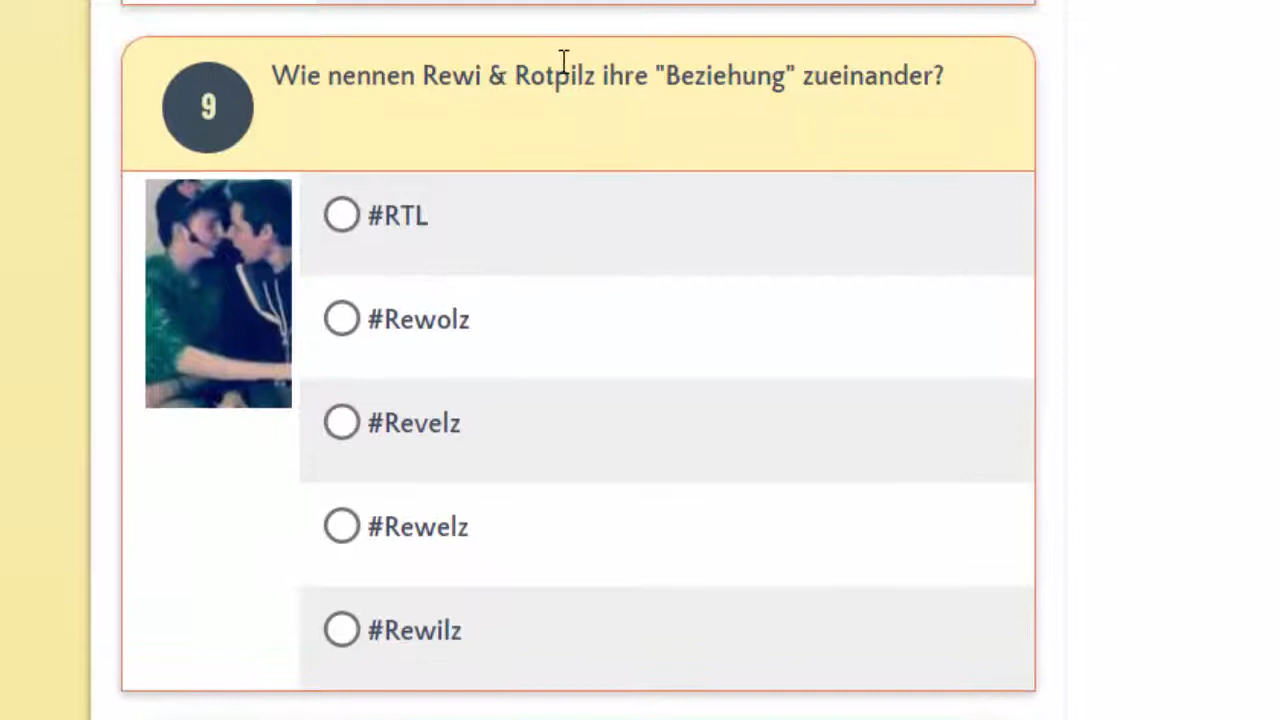 9
Wie nennen Rewi & Rotpilz ihre "Beziehung" zueinander?
#RTL
#Rewolz
#Revelz
#Rewelz
#Rewilz